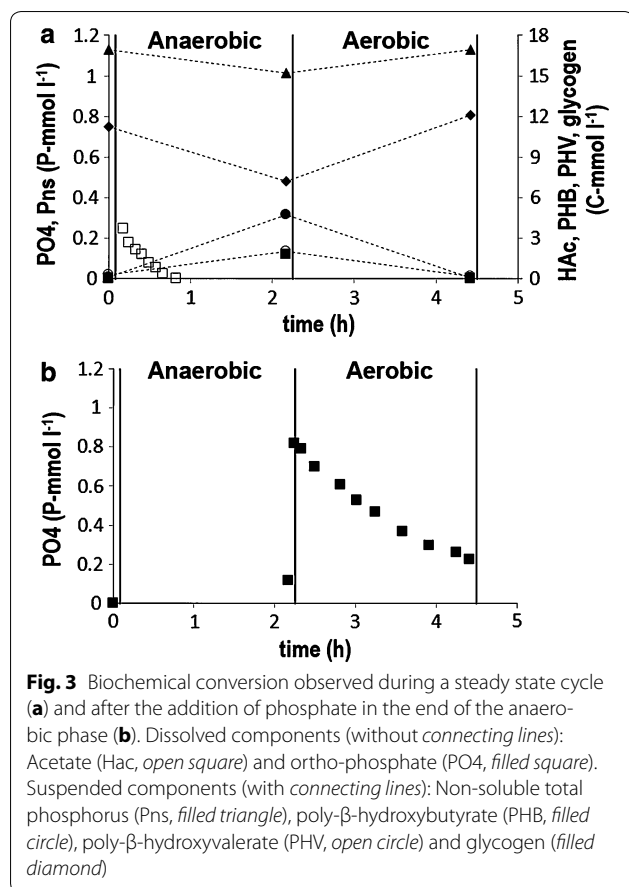 a
Anaerobic
Aerobic
1.2
1
0.8
0.6
0.4
0.2
0
PO4, Pns (P-mmol l-1)
18
15
12
9
6
3
0
HAc, PHB, PHV, glycogen
(C-mmol l-1)
0 1 2 3 4 5
time (h)
b
Anaerobic
Aerobic
1.2
1
0.8
0.6
0.4
0.2
0
PO4 (P-mmol l-1)
0 1 2 3 4 5
time (h)
Fig. 3 Biochemical conversion observed during a steady state cycle
(a) and after the addition of phosphate in the end of the anaero-
bic phase (b). Dissolved components (without connecting lines):
Acetate (Hac, open square) and ortho-phosphate (PO4, filled square).
Suspended components (with connecting lines): Non-soluble total
phosphorus (Pns, filled triangle), poly-β-hydroxybutyrate (PHB, filled
circle), poly-β-hydroxyvalerate (PHV, open circle) and glycogen (filled
diamond)